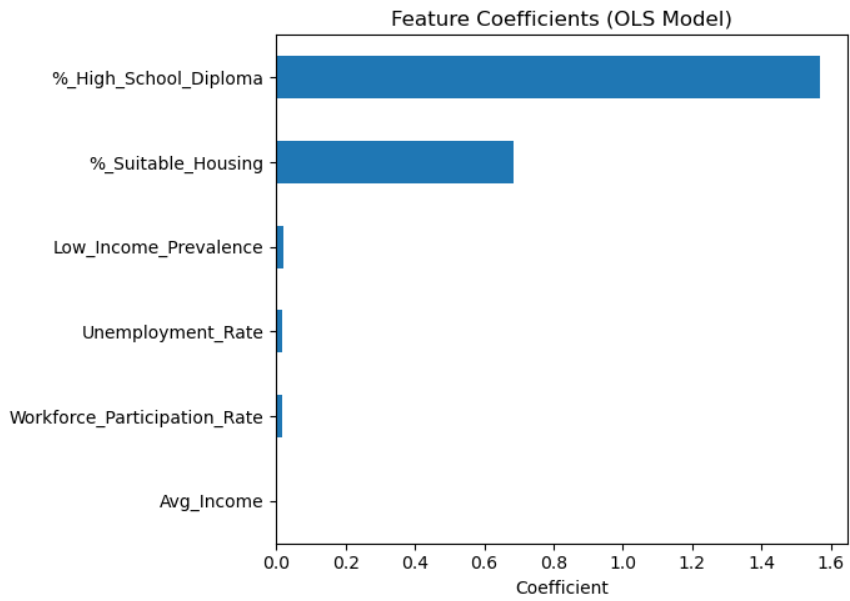 Feature Coefficients (OLS Model)
%_High_School_Diploma
%_Suitable_Housing
Low_Income_Prevalence
Unemployment_Rate
Workforce_Participation_Rate
Avg_Income
0.0 0.2 0.4 0.6 0.8 1.0 1.2 1.4 1.6
Coefficient